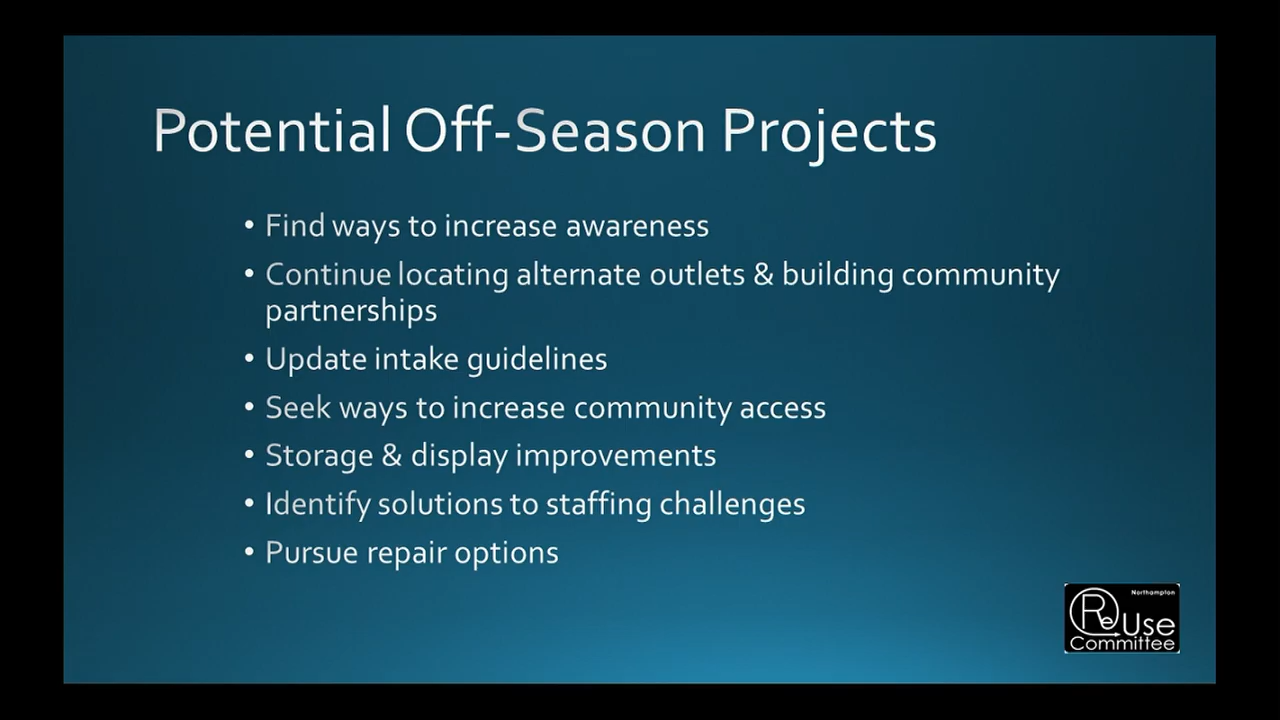 Potential Off-Season Projects
• Find ways to increase awareness
• Continue locating alternate outlets & building community
partnerships
• Update intake guidelines
• Seek ways to increase community access
• Storage & display improvements
• Identify solutions to staffing challenges
• Pursue repair options
Northampton
ReUse
Committee